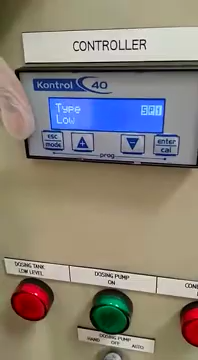 CONTROLLER
Kontrol 40
Type SP1
Low
esc
mode
enter
cal
prog
DOSING TANK
LOW LEVEL
DOSING PUMP
ON
DOSING PUMP
HAND OFF AUTO